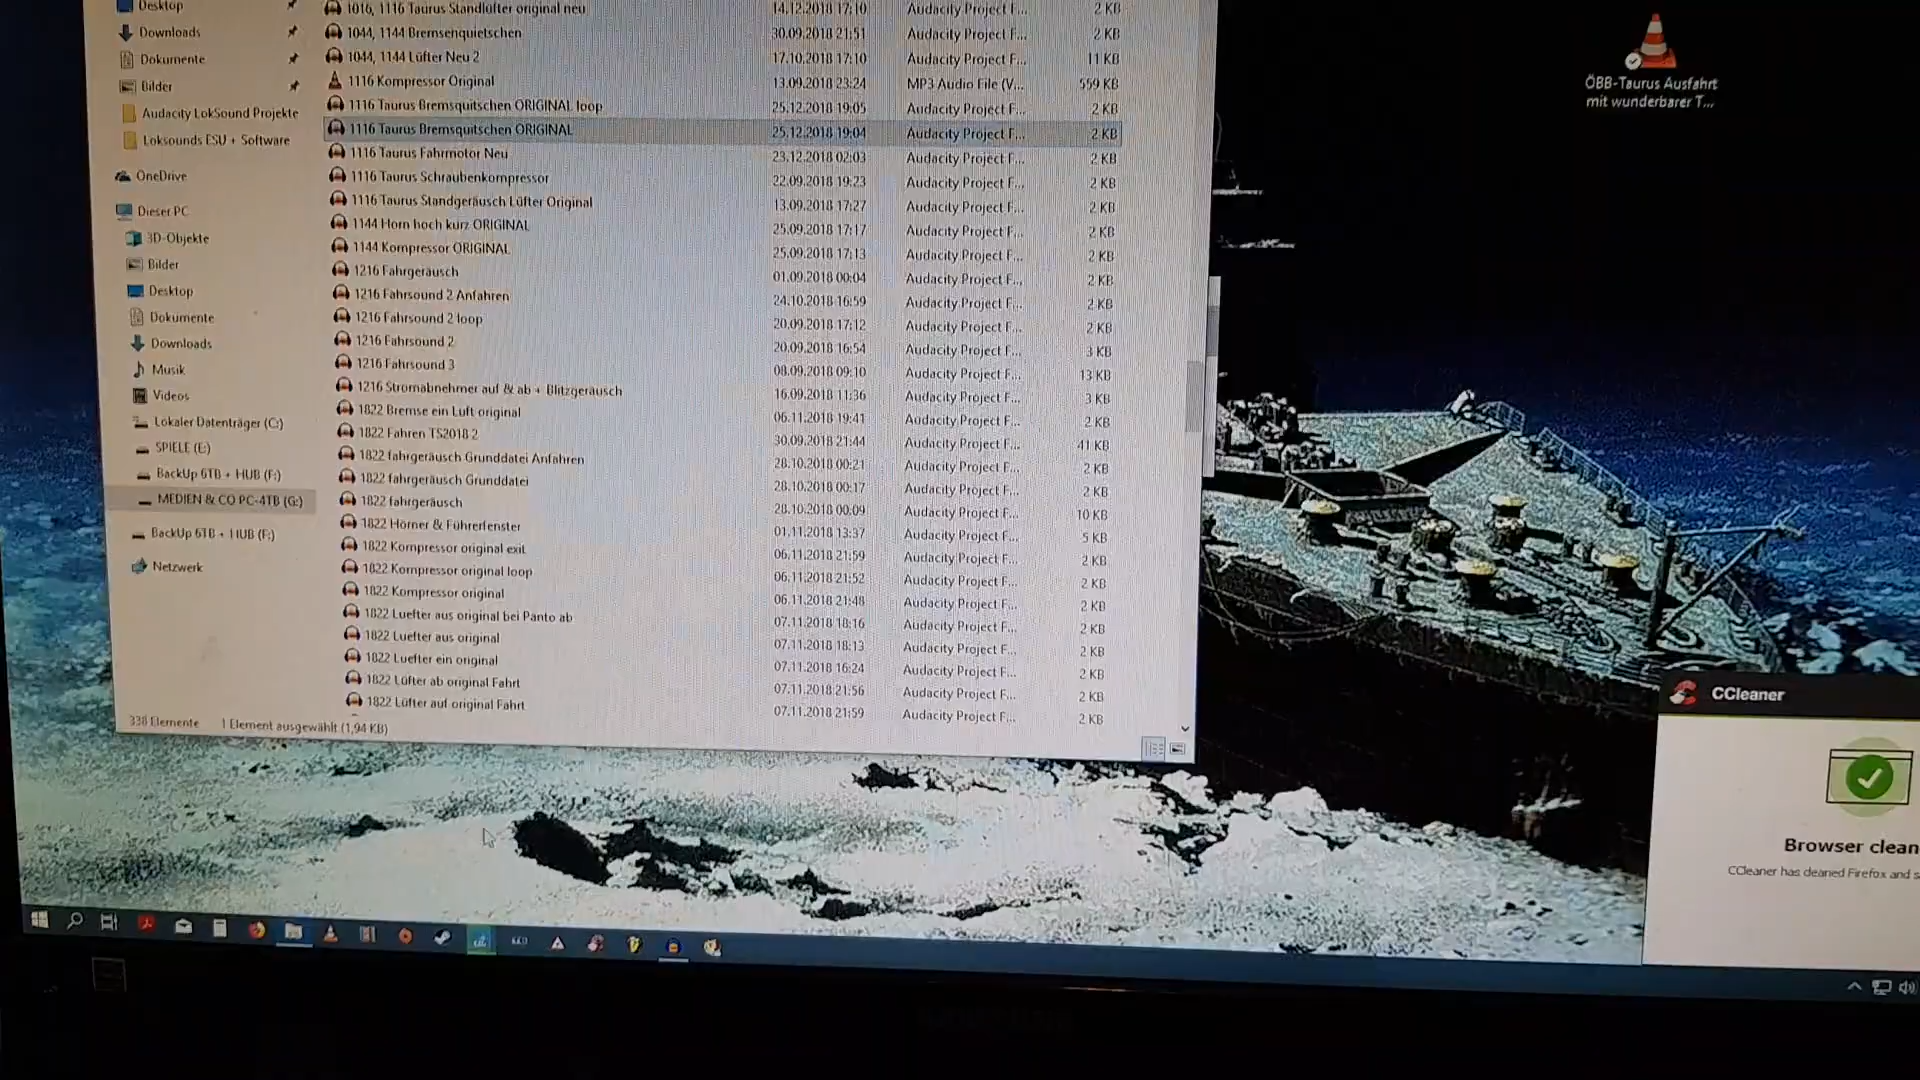 Desktop
Downloads
Dokumente
Bilder
Audacity LokSound Projekte
Loksounds ESU + Software
OneDrive
Dieser PC
3D-Objekte
Bilder
Desktop
Dokumente
Downloads
Musik
Videos
Lokaler Datenträger (C:)
SPIELE (E:)
BackUp 6TB + HUB (F:)
MEDIEN & CO PC-4TB (G:)
BackUp 6TB + HUB (F:)
Netzwerk
1016, 1116 Taurus Standlüfter original neu 14.12.2018 17:10 Audacity Project F... 2 KB
1044, 1144 Bremsenquietschen 30.09.2018 21:51 Audacity Project F... 2 KB
1044, 1144 Lüfter Neu 2 17.10.2018 17:10 Audacity Project F... 11 KB
1116 Kompressor Original 13.09.2018 23:24 MP3 Audio File (V... 559 KB
1116 Taurus Bremsquitschen ORIGINAL loop 25.12.2018 19:05 Audacity Project F... 2 KB
1116 Taurus Bremsquitschen ORIGINAL 25.12.2018 19:04 Audacity Project F... 2 KB
1116 Taurus Fahrmotor Neu 23.12.2018 02:03 Audacity Project F... 2 KB
1116 Taurus Schraubenkompressor 22.09.2018 19:23 Audacity Project F... 2 KB
1116 Taurus Standgeräusch Lüfter Original 13.09.2018 17:27 Audacity Project F... 2 KB
1144 Horn hoch kurz ORIGINAL 25.09.2018 17:17 Audacity Project F... 2 KB
1144 Kompressor ORIGINAL 25.09.2018 17:13 Audacity Project F... 2 KB
1216 Fahrgeräusch 01.09.2018 00:04 Audacity Project F... 2 KB
1216 Fahrsound 2 Anfahren 24.10.2018 16:59 Audacity Project F... 2 KB
1216 Fahrsound 2 loop 20.09.2018 17:12 Audacity Project F... 2 KB
1216 Fahrsound 2 20.09.2018 16:54 Audacity Project F... 3 KB
1216 Fahrsound 3 08.09.2018 09:10 Audacity Project F... 13 KB
1216 Stromabnehmer auf & ab + Blitzgeräusch 16.09.2018 11:36 Audacity Project F... 3 KB
1822 Bremse ein Luft original 06.11.2018 19:41 Audacity Project F... 2 KB
1822 Fahren TS2018 2 30.09.2018 21:44 Audacity Project F... 41 KB
1822 fahrgeräusch Grunddatei Anfahren 28.10.2018 00:21 Audacity Project F... 2 KB
1822 fahrgeräusch Grunddatei 28.10.2018 00:17 Audacity Project F... 2 KB
1822 fahrgeräusch 28.10.2018 00:09 Audacity Project F... 10 KB
1822 Hörner & Führerfenster 01.11.2018 13:37 Audacity Project F... 5 KB
1822 Kompressor original exit 06.11.2018 21:59 Audacity Project F... 2 KB
1822 Kompressor original loop 06.11.2018 21:52 Audacity Project F... 2 KB
1822 Kompressor original 06.11.2018 21:48 Audacity Project F... 2 KB
1822 Luefter aus original bei Panto ab 07.11.2018 18:16 Audacity Project F... 2 KB
1822 Luefter aus original 07.11.2018 18:13 Audacity Project F... 2 KB
1822 Luefter ein original 07.11.2018 16:24 Audacity Project F... 2 KB
1822 Lüfter ab original Fahrt 07.11.2018 21:56 Audacity Project F... 2 KB
1822 Lüfter auf original Fahrt 07.11.2018 21:59 Audacity Project F... 2 KB
338 Elemente 1 Element ausgewählt (1,94 KB)
ÖBB-Taurus Ausfahrt
mit wunderbarer T...
CCleaner
Browser clean
CCleaner has cleaned Firefox and s